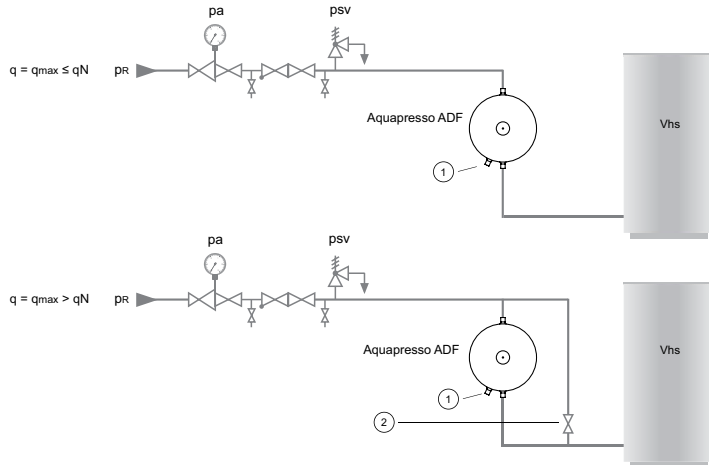 pa
psv
q = qmax ≤ qN
pR
Aquapresso ADF
Vhs
1
pa
psv
q = qmax > qN
pR
Aquapresso ADF
Vhs
1
2